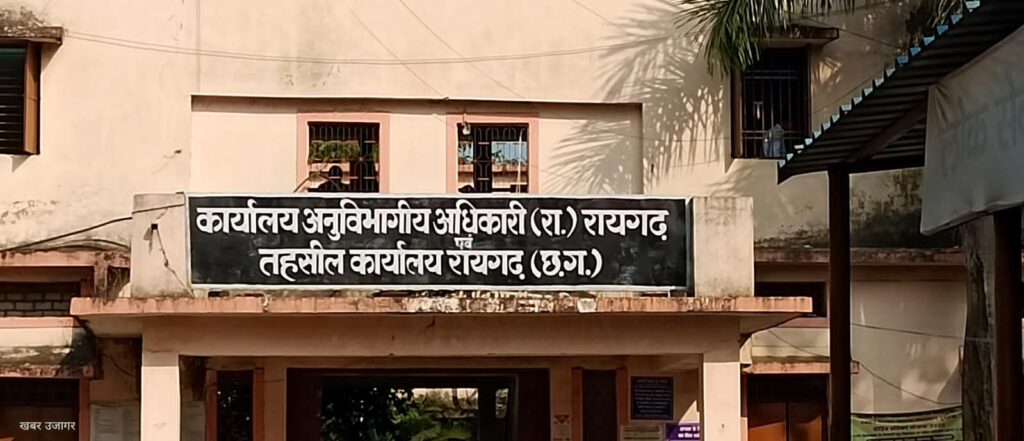 कार्यालय अनुविभागीय अधिकारी (रा.) रायगढ़
एवं
तहसील कार्यालय रायगढ़ (छ.ग.)
खबर उजागर